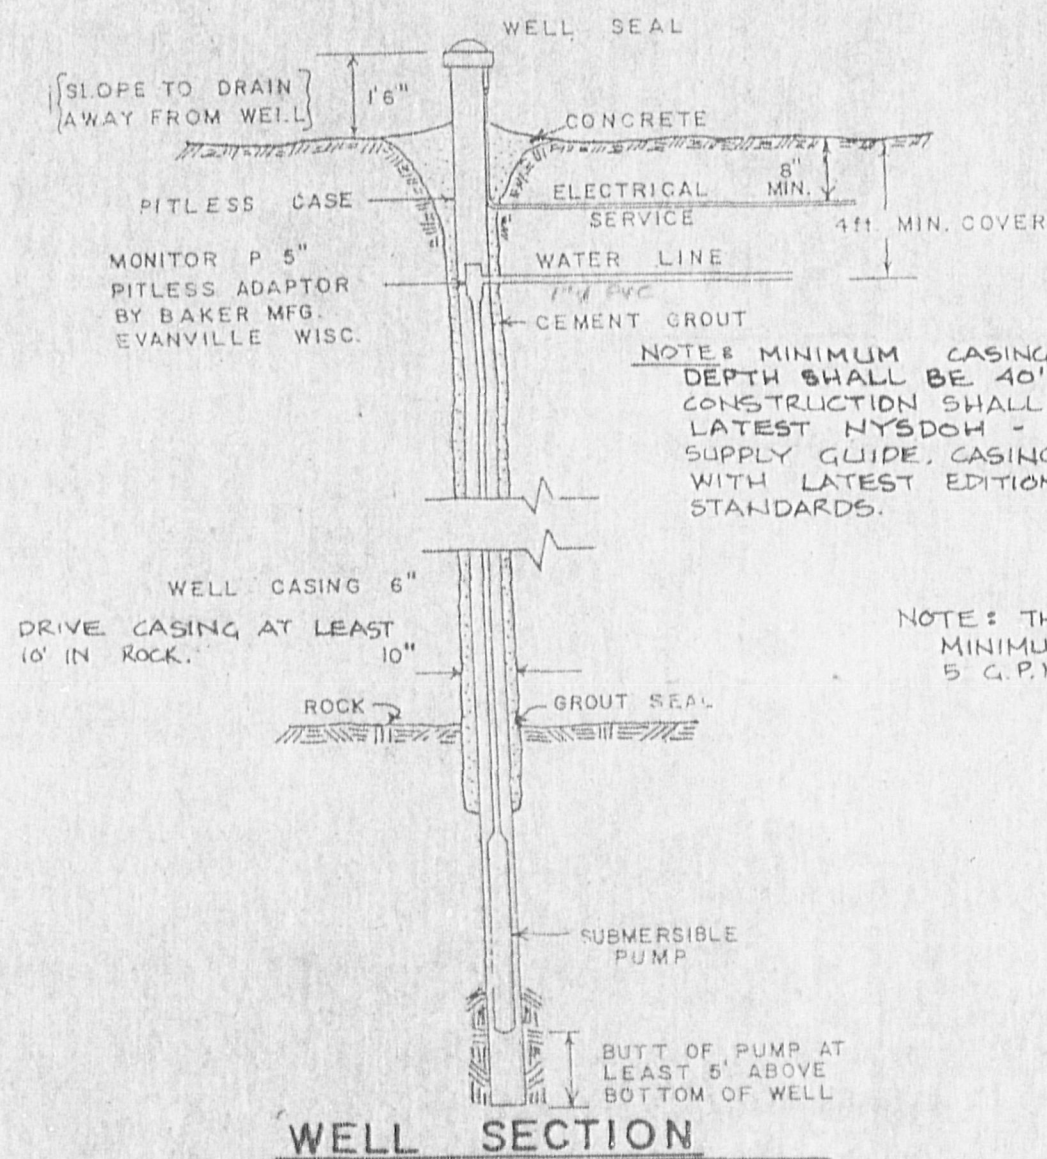 WELL SEAL
SLOPE TO DRAIN
AWAY FROM WELL
1'6"
CONCRETE
8"
MIN.
PITLESS CASE
ELECTRICAL
SERVICE
4ft. MIN. COVER
MONITOR P 5"
PITLESS ADAPTOR
BY BAKER MFG.
EVANVILLE WISC.
WATER LINE
1"ø PVC
CEMENT GROUT
NOTE: MINIMUM CASING
DEPTH SHALL BE 40'
CONSTRUCTION SHALL
LATEST NYSDOH -
SUPPLY GUIDE. CASING
WITH LATEST EDITION
STANDARDS.
WELL CASING 6"
DRIVE CASING AT LEAST
10' IN ROCK.
10"
NOTE: TH
MINIMU
5 G.P.M
ROCK
GROUT SEAL
SUBMERSIBLE
PUMP
BUTT OF PUMP AT
LEAST 5' ABOVE
BOTTOM OF WELL
WELL SECTION